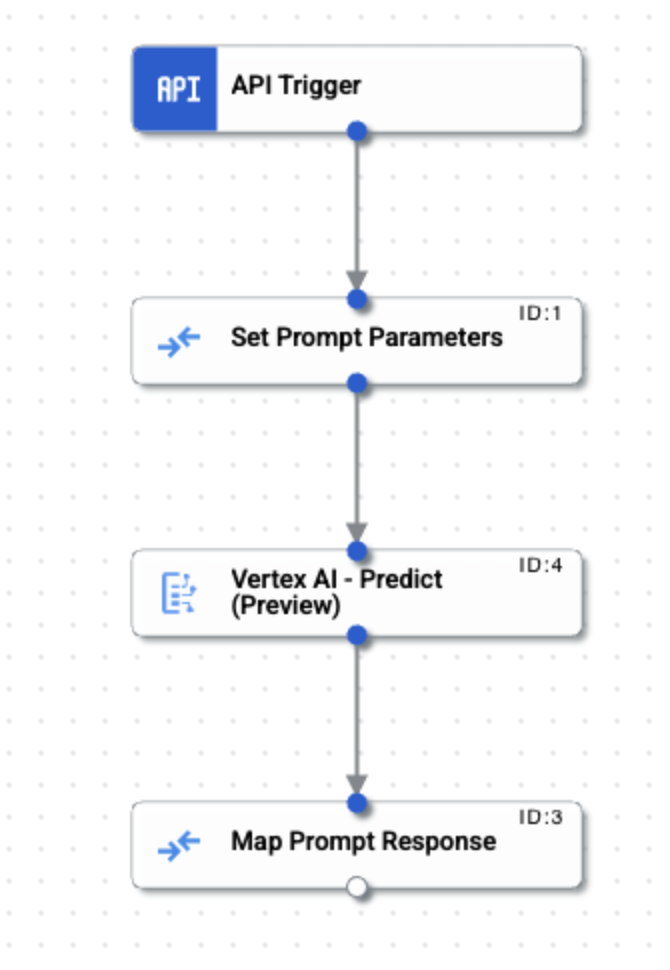 API
API Trigger
ID:1
Set Prompt Parameters
ID:4
Vertex AI - Predict
(Preview)
ID:3
Map Prompt Response